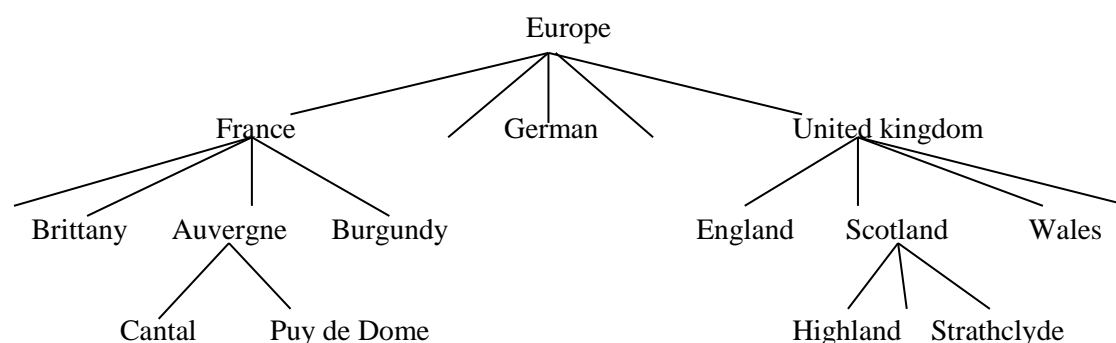 Europe
France German United kingdom
Brittany Auvergne Burgundy England Scotland Wales
Cantal Puy de Dome Highland Strathclyde